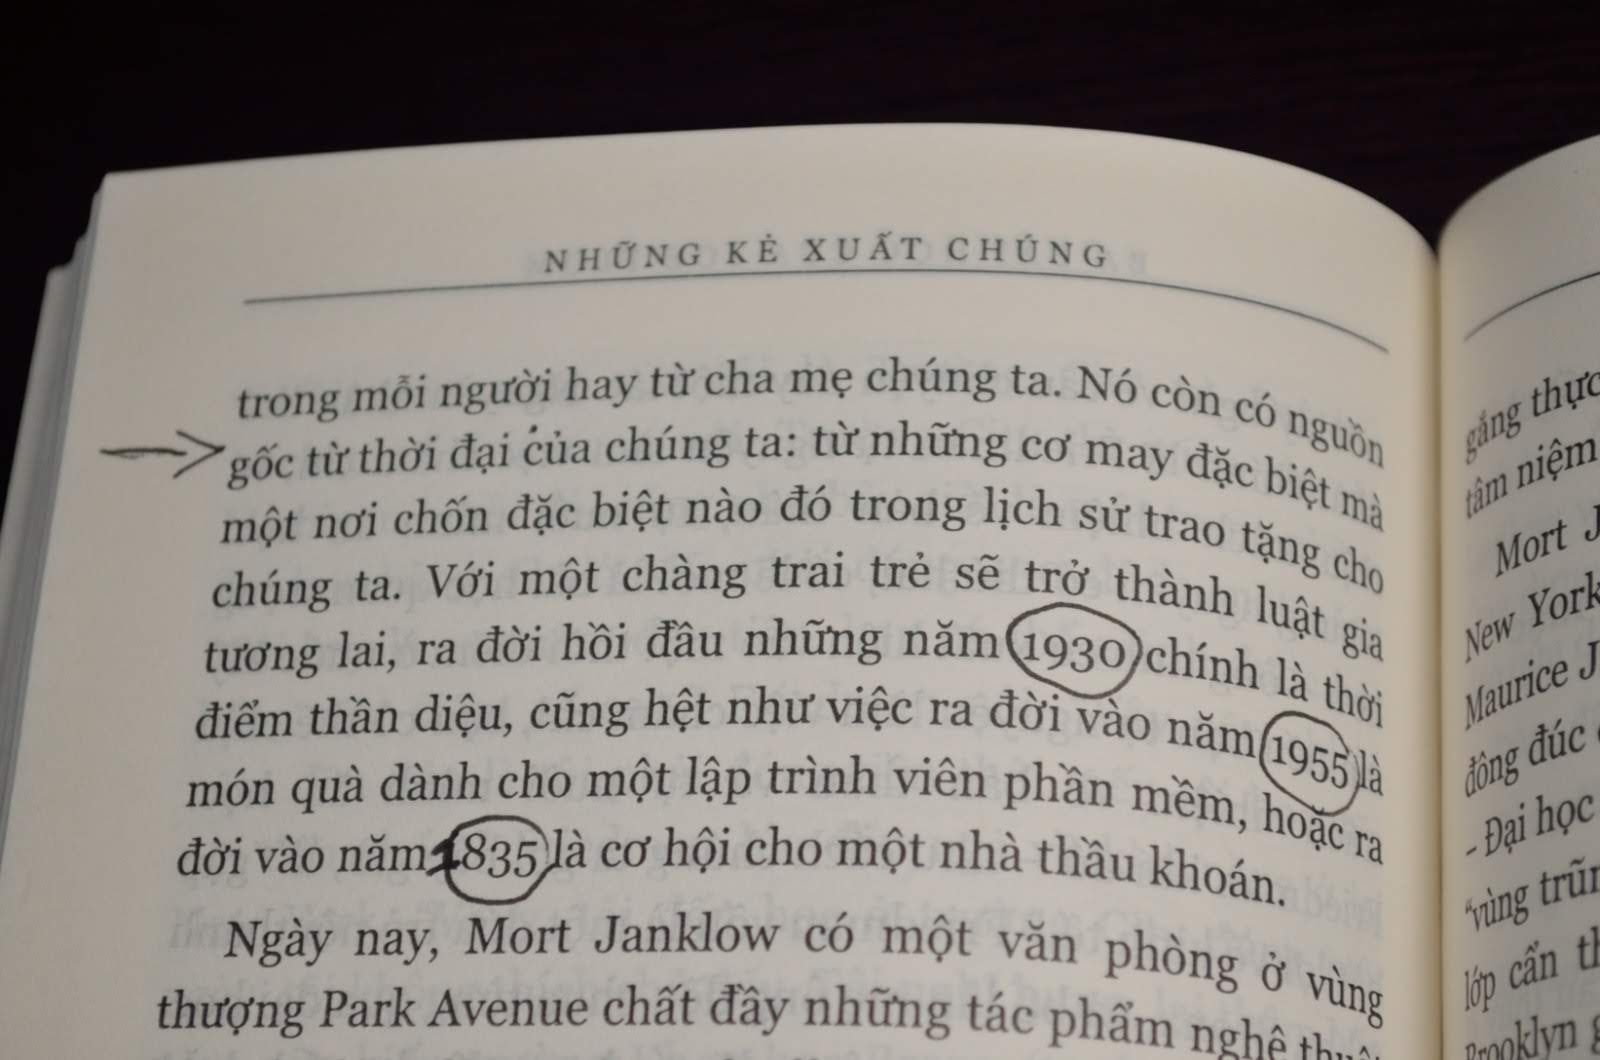 NHỮNG KẺ XUẤT CHÚNG
trong mỗi người hay từ cha mẹ chúng ta. Nó còn có nguồn
gốc từ thời đại của chúng ta: từ những cơ may đặc biệt mà
một nơi chốn đặc biệt nào đó trong lịch sử trao tặng cho
chúng ta. Với một chàng trai trẻ sẽ trở thành luật gia
tương lai, ra đời hồi đầu những năm 1930 chính là thời
điểm thần diệu, cũng hệt như việc ra đời vào năm 1955 là
món quà dành cho một lập trình viên phần mềm, hoặc ra
đời vào năm 1835 là cơ hội cho một nhà thầu khoán.
Ngày nay, Mort Janklow có một văn phòng ở vùng
thượng Park Avenue chất đầy những tác phẩm nghệ
gắng thực
tâm niệm
Mort J
New York
Maurice J
đông đúc
- Đại học
“vùng trũn
lớp cẩn th
Brooklyn g